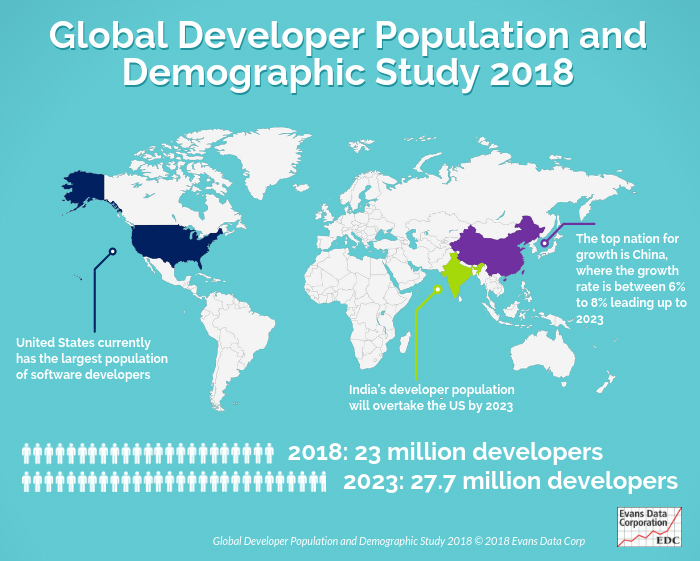 Global Developer Population and
Demographic Study 2018
The top nation for
growth is China,
where the growth
rate is between 6%
to 8% leading up to
2023
United States currently
has the largest population
of software developers
India's developer population
will overtake the US by 2023
2018: 23 million developers
2023: 27.7 million developers
Evans Data
Corporation
EDC
Global Developer Population and Demographic Study 2018 © 2018 Evans Data Corp